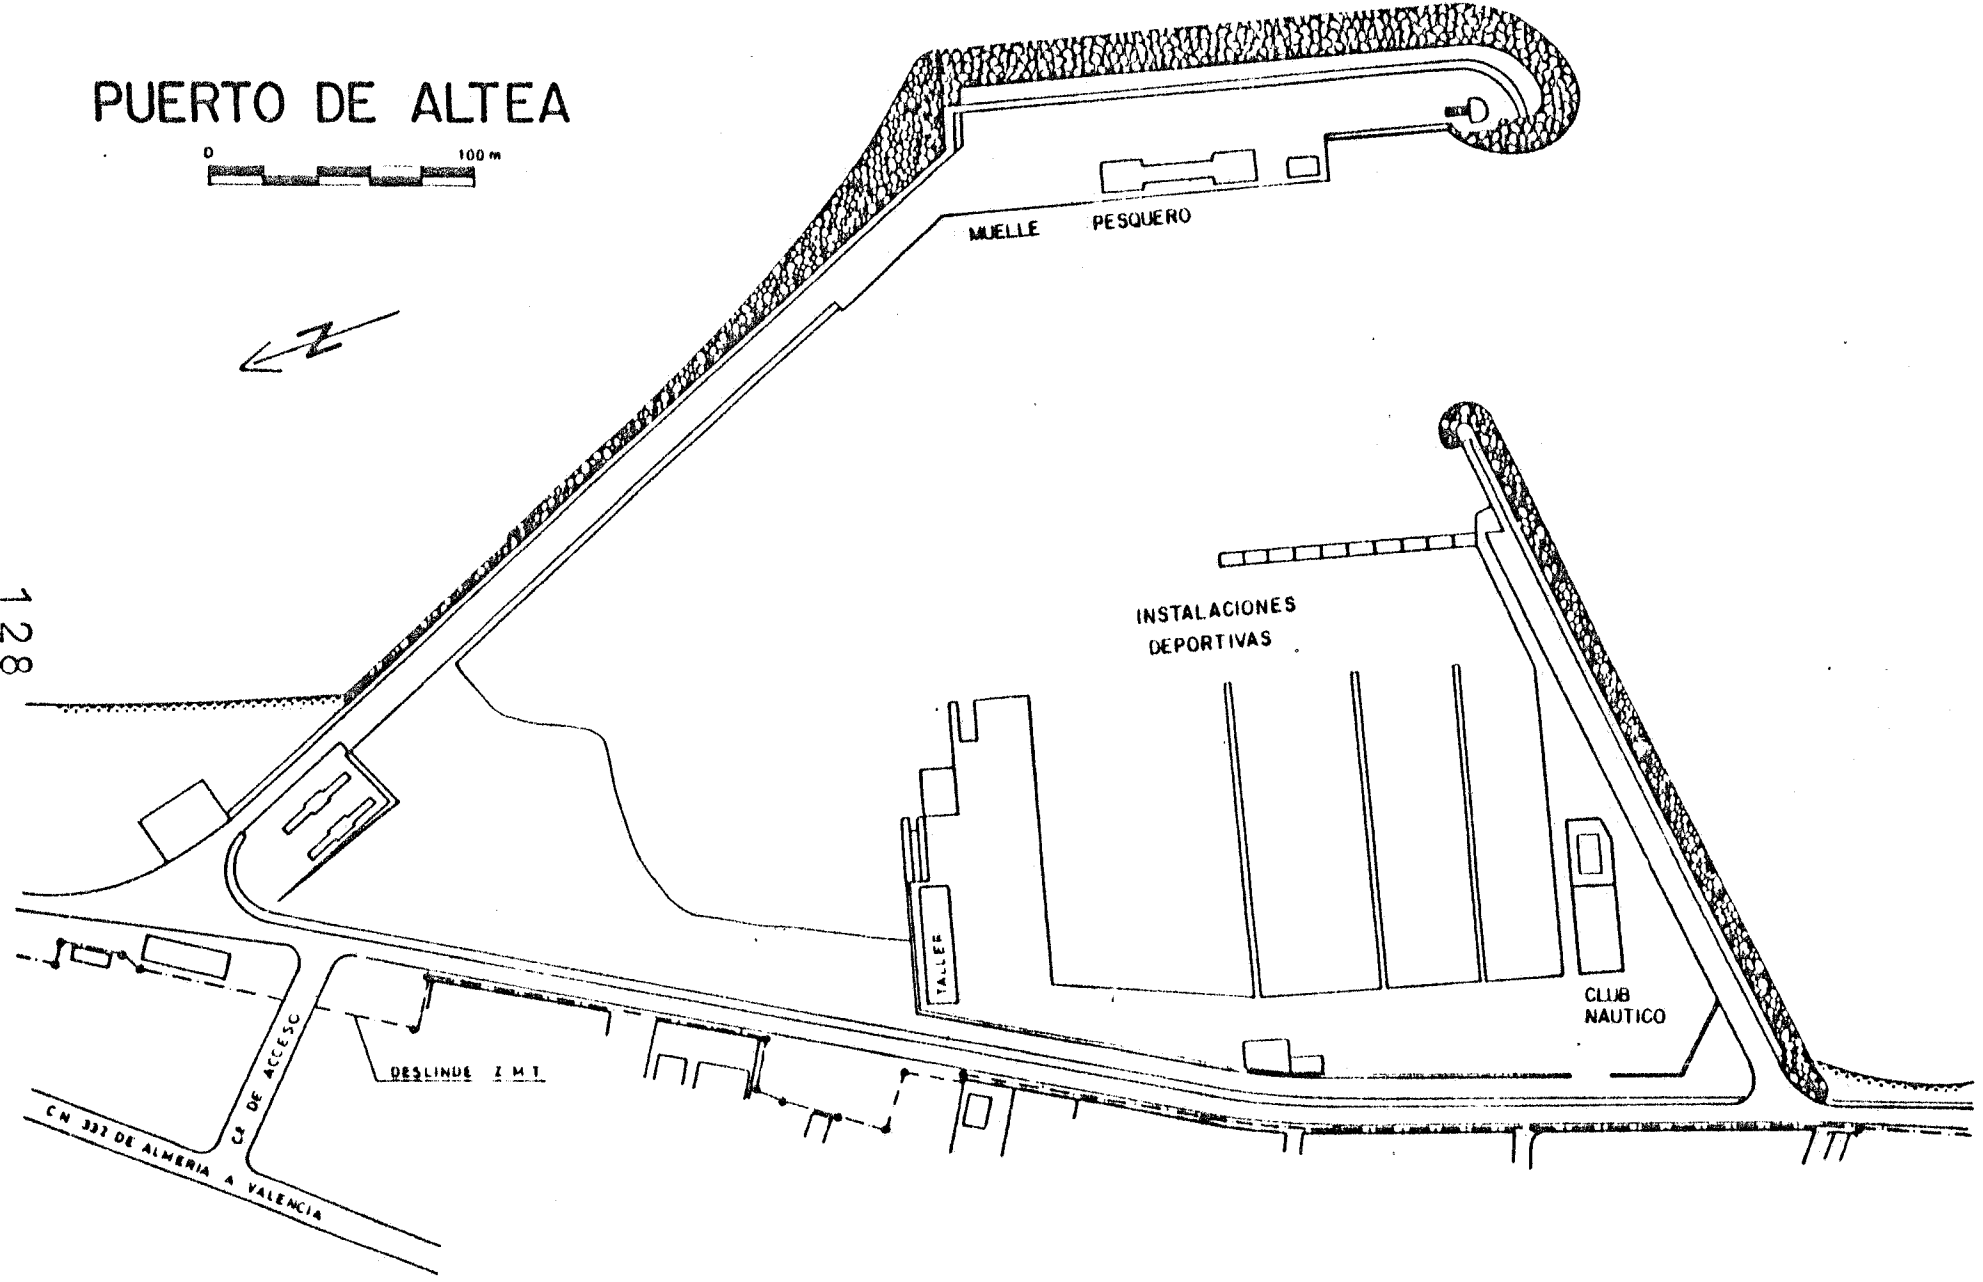 PUERTO DE ALTEA
0 100 m
N
MUELLE PESQUERO
128
INSTALACIONES
DEPORTIVAS
TALLER
CLUB
NAUTICO
DESLINDE Z M T
Cª DE ACCESO
C N 332 DE ALMERIA A VALENCIA